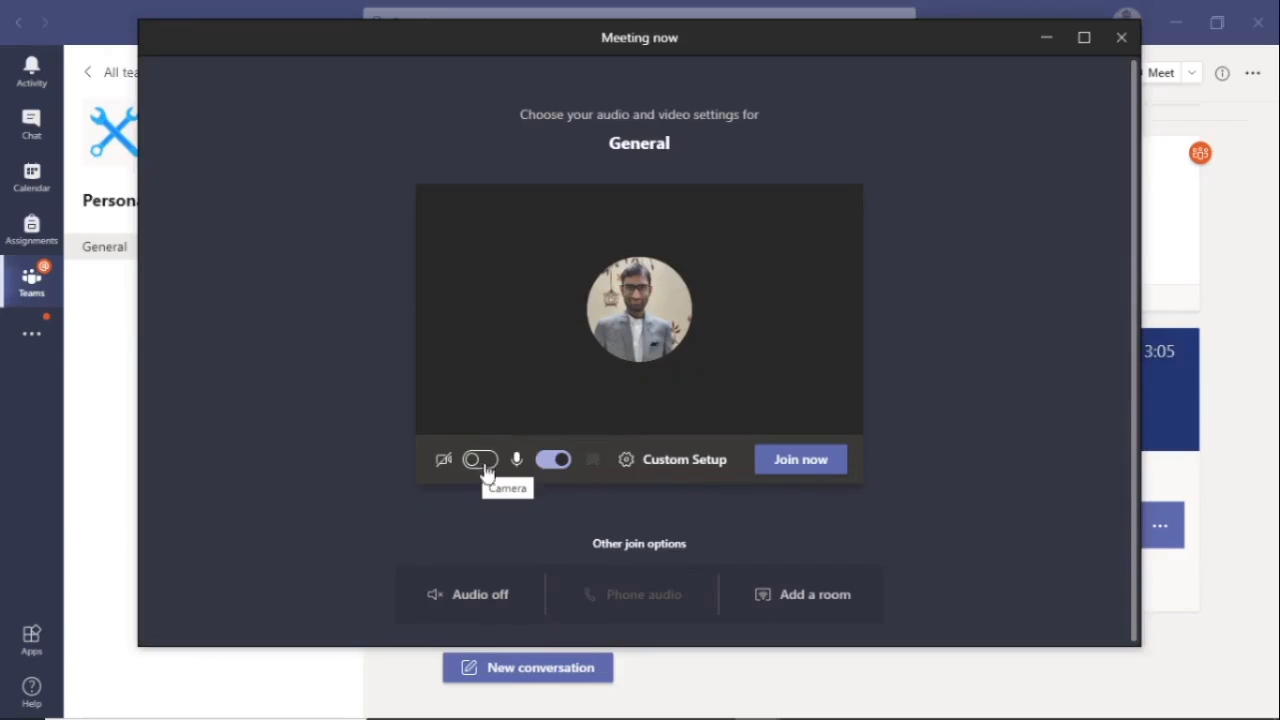 Meeting now
Activity
Chat
Calendar
Assignments
Teams
Apps
Help
All tea
Persona
General
Meet
3:05
Choose your audio and video settings for
General
Custom Setup
Join now
Camera
Other join options
Audio off
Phone audio
Add a room
New conversation